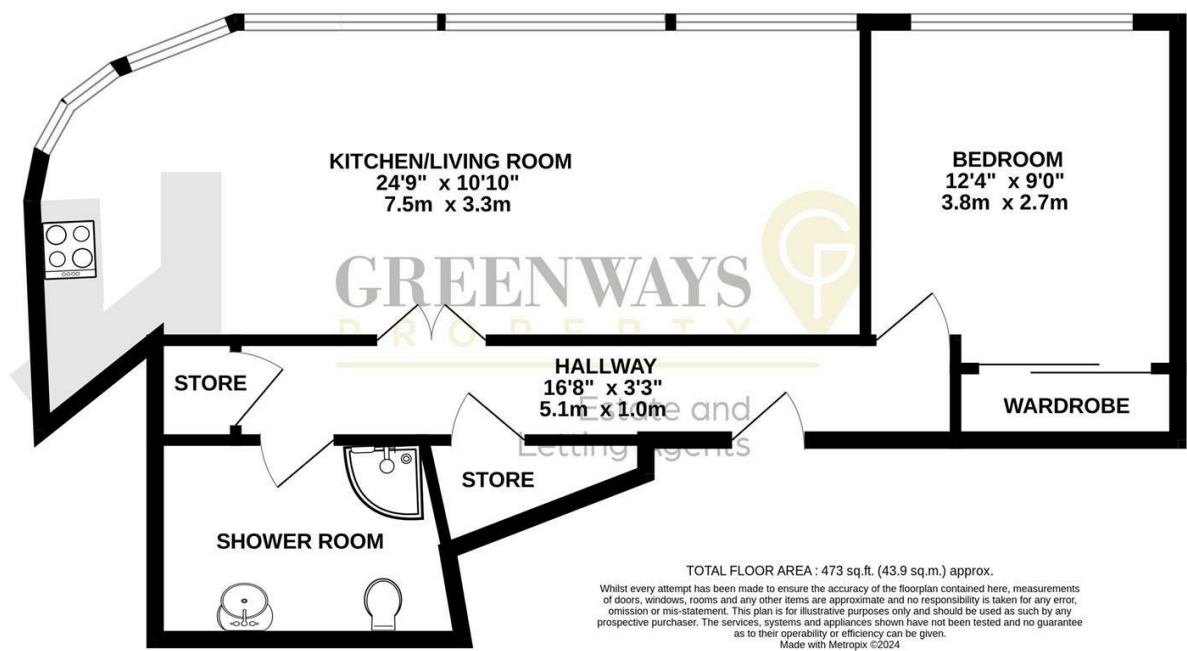 KITCHEN/LIVING ROOM
24'9" x 10'10"
7.5m x 3.3m
BEDROOM
12'4" x 9'0"
3.8m x 2.7m
GREENWAYS
PROPERTY
Estate and
Letting Agents
HALLWAY
16'8" x 3'3"
5.1m x 1.0m
STORE
WARDROBE
STORE
SHOWER ROOM
TOTAL FLOOR AREA : 473 sq.ft. (43.9 sq.m.) approx.
Whilst every attempt has been made to ensure the accuracy of the floorplan contained here, measurements
of doors, windows, rooms and any other items are approximate and no responsibility is taken for any error,
omission or mis-statement. This plan is for illustrative purposes only and should be used as such by any
prospective purchaser. The services, systems and appliances shown have not been tested and no guarantee
as to their operability or efficiency can be given.
Made with Metropix ©2024